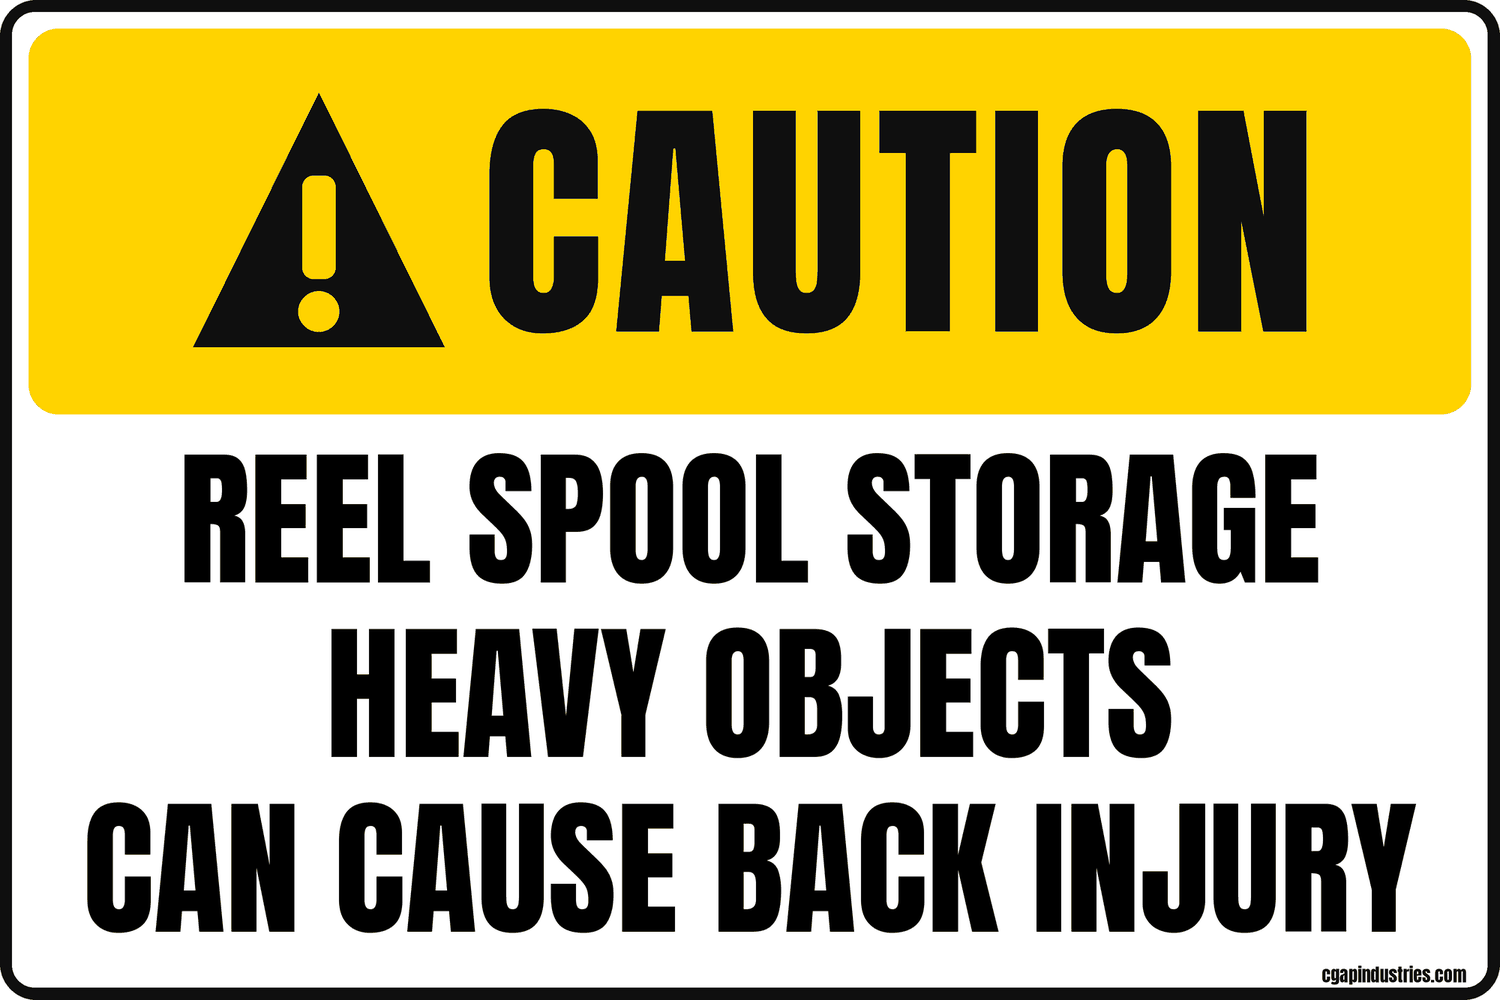 CAUTION
REEL SPOOL STORAGE
HEAVY OBJECTS
CAN CAUSE BACK INJURY
cgapindustries.com